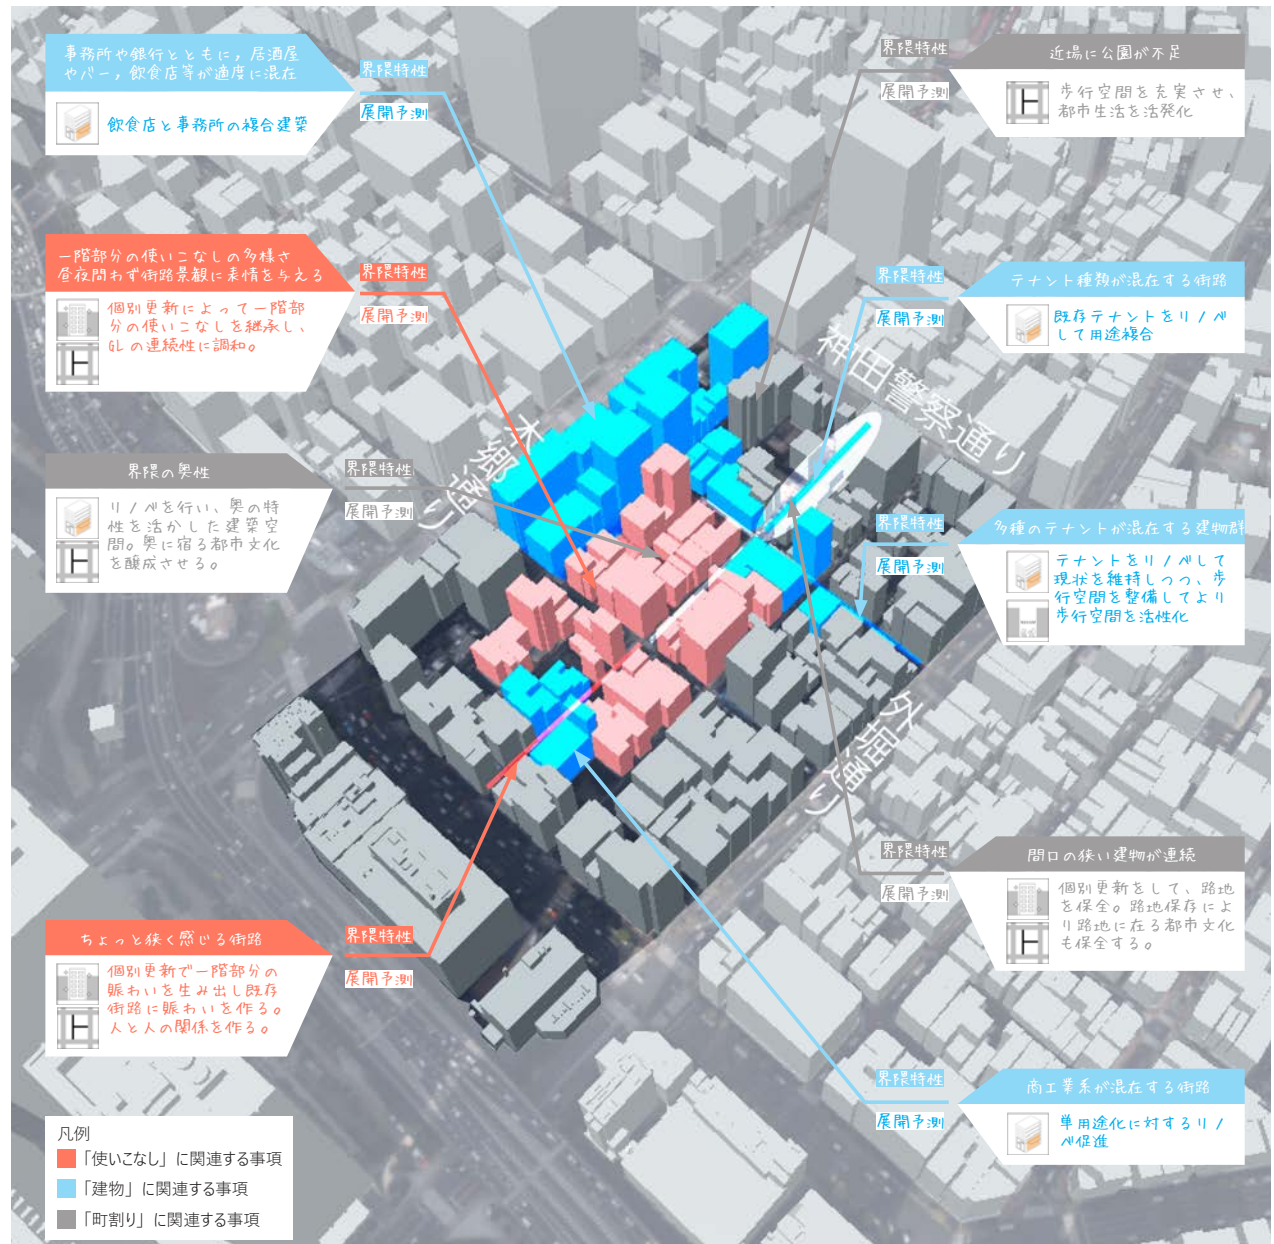 事務所や銀行とともに，居酒屋
やバー，飲食店等が適度に混在
界隈特性
展開予測
飲食店と事務所の複合建築
一階部分の使いこなしの多様さ
昼夜問わず街路景観に表情を与える
界隈特性
展開予測
個別更新によって一階部
分の使いこなしを継承し、
GLの連続性に調和。
界隈の奥性
界隈特性
展開予測
リノベを行い、奥の特
性を活かした建築空
間。奥に宿る都市文化
を醸成させる。
ちょっと狭く感じる街路
界隈特性
展開予測
個別更新で一階部分の
賑わいを生み出し既存
街路に賑わいを作る。
人と人の関係を作る。
凡例
「使いこなし」に関連する事項
「建物」に関連する事項
「町割り」に関連する事項
本郷通り
神田警察通り
外堀通り
界隈特性
展開予測
近場に公園が不足
歩行空間を充実させ、
都市生活を活発化
界隈特性
展開予測
テナント種類が混在する街路
既存テナントをリノベ
して用途複合
界隈特性
展開予測
多種のテナントが混在する建物群
テナントをリノベして
現状を維持しつつ、歩
行空間を整備してより
歩行空間を活性化
界隈特性
展開予測
間口の狭い建物が連続
個別更新をして、路地
を保全。路地保存によ
り路地に在る都市文化
も保全する。
界隈特性
展開予測
商工業系が混在する街路
単用途化に対するリノ
ベ促進